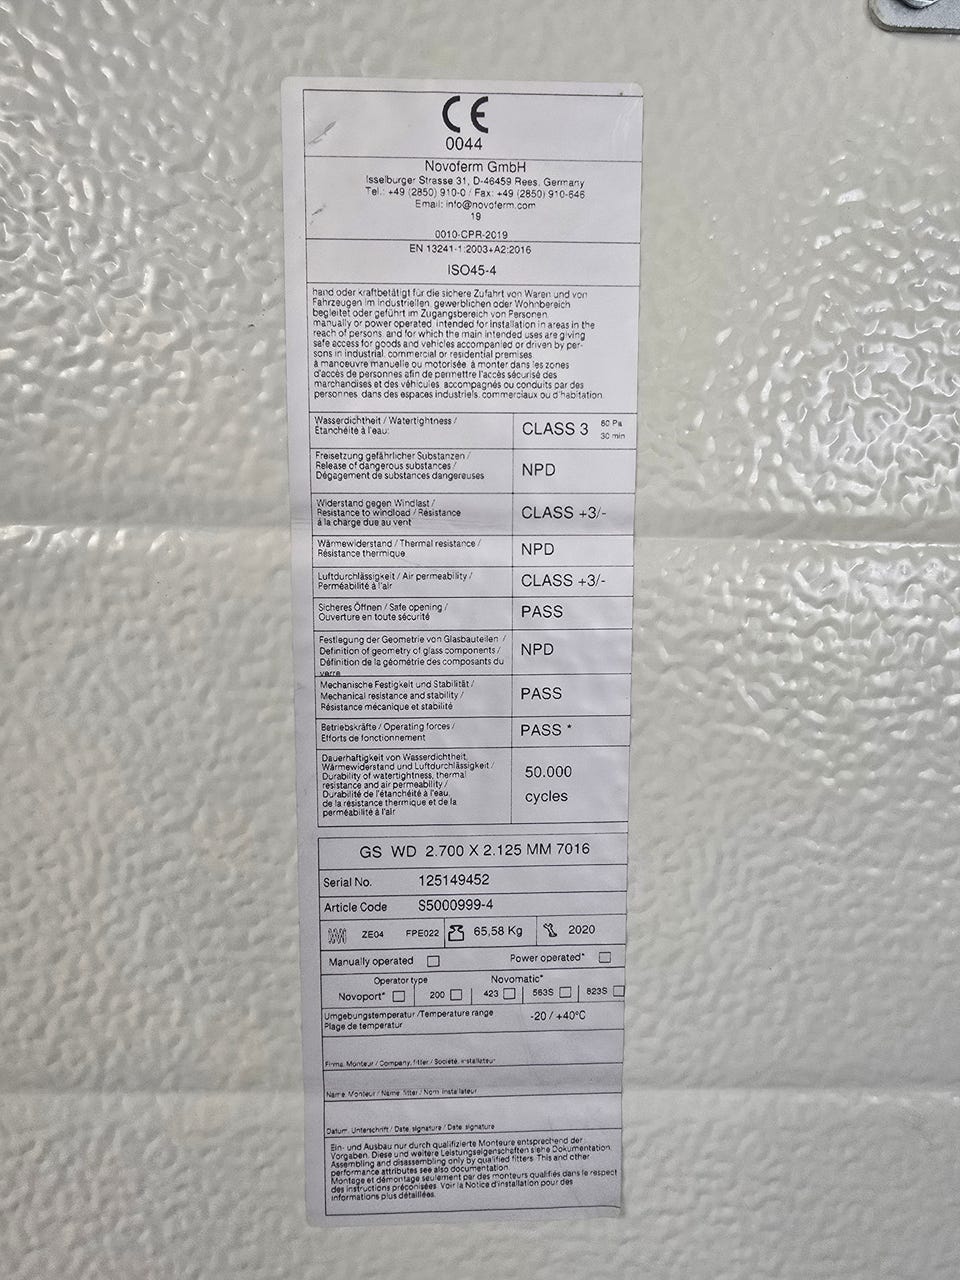 CE
0044
Novoferm GmbH
Isselburger Strasse 31, D-46459 Rees, Germany
Tel.: +49 (2850) 910-0 / Fax: +49 (2850) 910-646
Email: info@novoferm.com
19
0010-CPR-2019
EN 13241-1:2003+A2:2016
ISO45-4
hand oder kraftbetätigt für die sichere Zufahrt von Waren und von
Fahrzeugen im industriellen, gewerblichen oder Wohnbereich
begleitet oder geführt im Zugangsbereich von Personen.
manually or power operated, intended for installation in areas in the
reach of persons, and for which the main intended uses are giving
safe access for goods and vehicles accompanied or driven by per-
sons in industrial, commercial or residential premises.
à manoeuvre manuelle ou motorisée, à monter dans les zones
d'accès de personnes afin de permettre l'accès sécurisé des
marchandises et des véhicules, accompagnés ou conduits par des
personnes, dans des espaces industriels, commerciaux ou d'habitation.
Wasserdichtheit / Watertightness /
Etanchéité à l'eau:
CLASS 3 60 Pa
30 min
Freisetzung gefährlicher Substanzen /
Release of dangerous substances /
Dégagement de substances dangereuses
NPD
Widerstand gegen Windlast /
Resistance to windload / Résistance
à la charge due au vent
CLASS +3/-
Wärmewiderstand / Thermal resistance /
Résistance thermique
NPD
Luftdurchlässigkeit / Air permeability /
Perméabilité à l'air
CLASS +3/-
Sicheres Öffnen / Safe opening /
Ouverture en toute sécurité
PASS
Festlegung der Geometrie von Glasbauteilen /
Definition of geometry of glass components /
Définition de la géométrie des composants du
verre
NPD
Mechanische Festigkeit und Stabilität /
Mechanical resistance and stability /
Résistance mécanique et stabilité
PASS
Betriebskräfte / Operating forces /
Efforts de fonctionnement
PASS *
Dauerhaftigkeit von Wasserdichtheit,
Wärmewiderstand und Luftdurchlässigkeit /
Durability of watertightness, thermal
resistance and air permeability /
Durabilité de l'étanchéité à l'eau,
de la résistance thermique et de la
perméabilité à l'air
50.000
cycles
GS WD 2.700 X 2.125 MM 7016
Serial No. 125149452
Article Code S5000999-4
ZE04 FPE022 65,58 Kg 2020
Manually operated Power operated*
Operator type Novomatic*
Novoport* 200 423 563S 823S
Umgebungstemperatur /Temperature range -20 / +40°C
Plage de temperatur
Firma, Monteur / Company, fitter / Société, installateur
Name, Monteur / Name, fitter / Nom, installateur
Datum, Unterschrift / Date, signature / Date, signature
Ein- und Ausbau nur durch qualifizierte Monteure entsprechend der
Vorgaben. Diese und weitere Leistungseigenschaften siehe Dokumentation.
Assembling and disassembling only by qualified fitters. This and other
performance attributes see also documentation.
Montage et démontage seulement par des monteurs qualifiés dans le respect
des instructions préconisées. Voir la Notice d'installation pour des
informations plus détaillées.